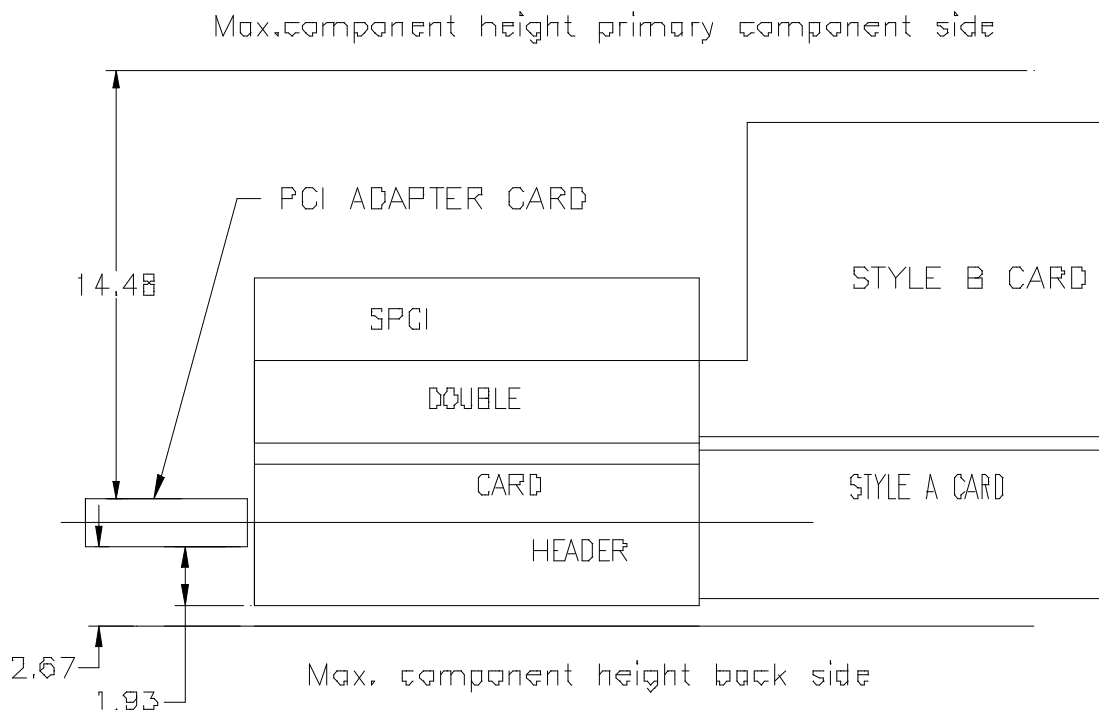 Max.component height primary component side
PCI ADAPTER CARD
14.48
STYLE B CARD
SPCI
DOUBLE
CARD
STYLE A CARD
HEADER
2.67
Max. component height back side
1.93